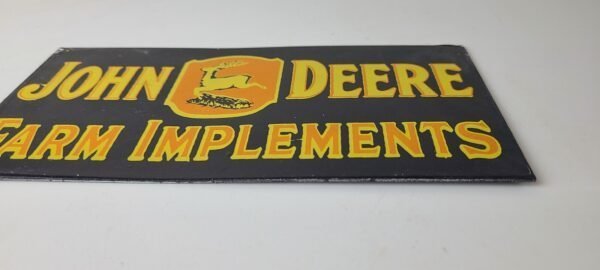 JOHN DEERE
FARM IMPLEMENTS